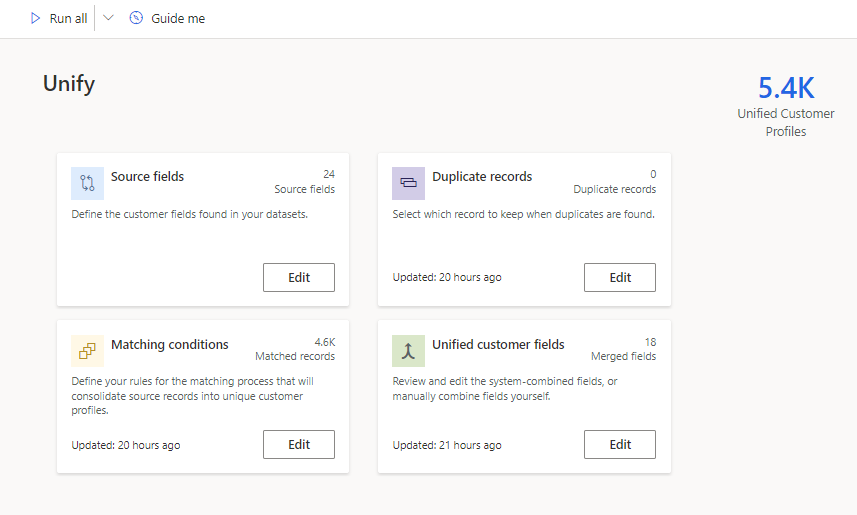 Run all
Guide me
Unify
5.4K
Unified Customer
Profiles
Source fields
24
Source fields
Define the customer fields found in your datasets.
Edit
Duplicate records
0
Duplicate records
Select which record to keep when duplicates are found.
Updated: 20 hours ago
Edit
Matching conditions
4.6K
Matched records
Define your rules for the matching process that will
consolidate source records into unique customer
profiles.
Updated: 20 hours ago
Edit
Unified customer fields
18
Merged fields
Review and edit the system-combined fields, or
manually combine fields yourself.
Updated: 21 hours ago
Edit